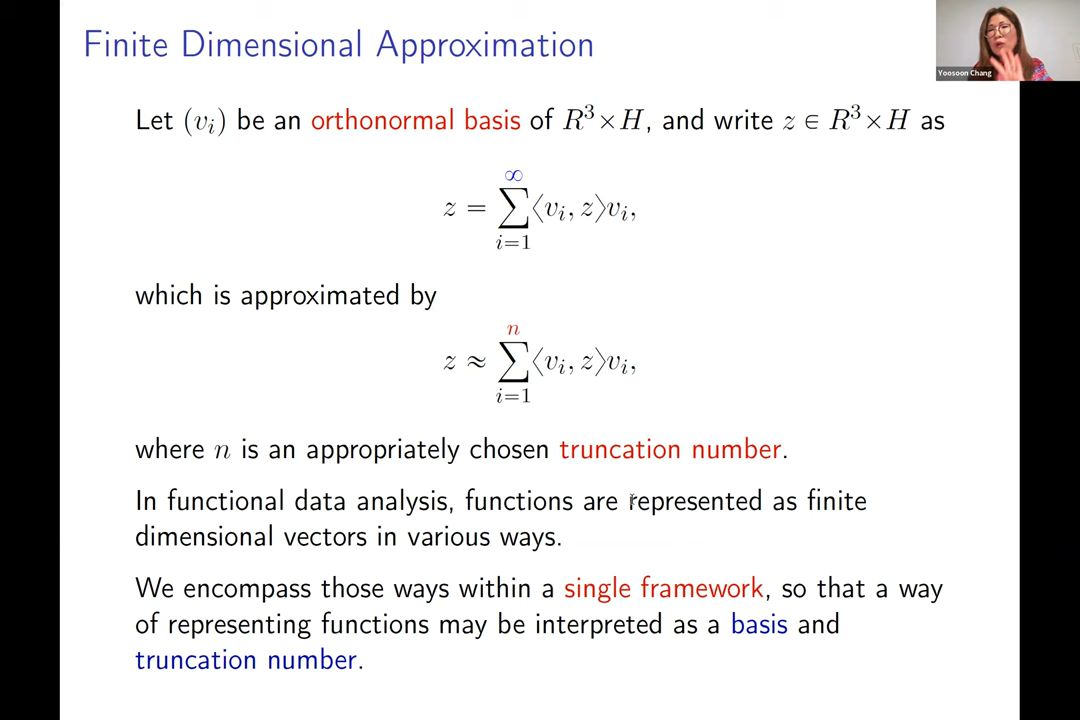 Finite Dimensional Approximation
Yoosoon Chang
Let (v_i) be an orthonormal basis of R^3 × H, and write z ∈ R^3 × H as
z = ∑_{i=1}^{∞} ⟨v_i, z⟩v_i,
which is approximated by
z ≈ ∑_{i=1}^{n} ⟨v_i, z⟩v_i,
where n is an appropriately chosen truncation number.
In functional data analysis, functions are represented as finite
dimensional vectors in various ways.
We encompass those ways within a single framework, so that a way
of representing functions may be interpreted as a basis and
truncation number.